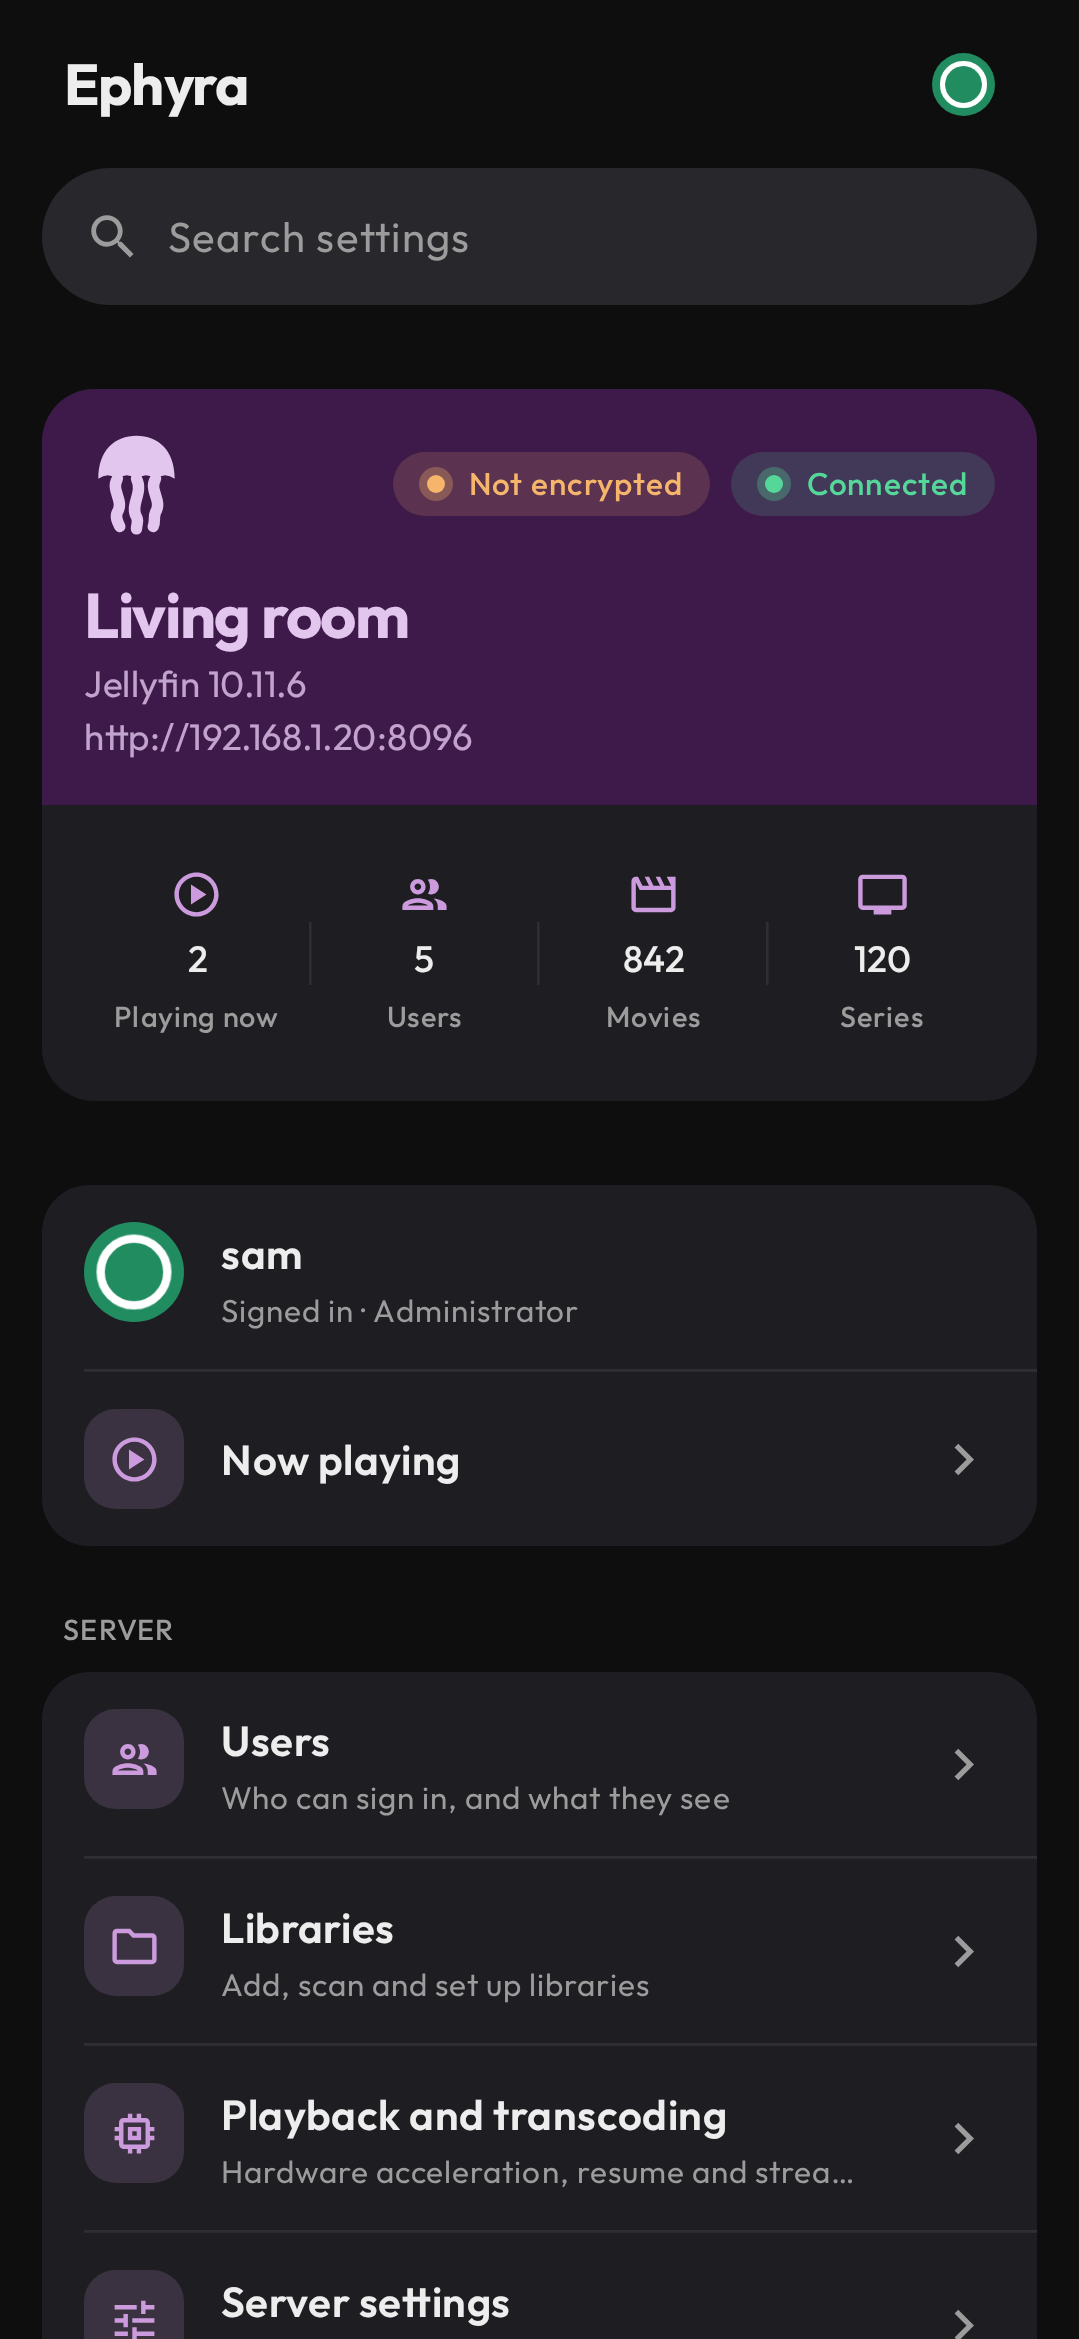 Ephyra
Search settings
Not encrypted
Connected
Living room
Jellyfin 10.11.6
http://192.168.1.20:8096
2
5
842
120
Playing now
Users
Movies
Series
sam
Signed in · Administrator
Now playing
SERVER
Users
Who can sign in, and what they see
Libraries
Add, scan and set up libraries
Playback and transcoding
Hardware acceleration, resume and strea...
Server settings